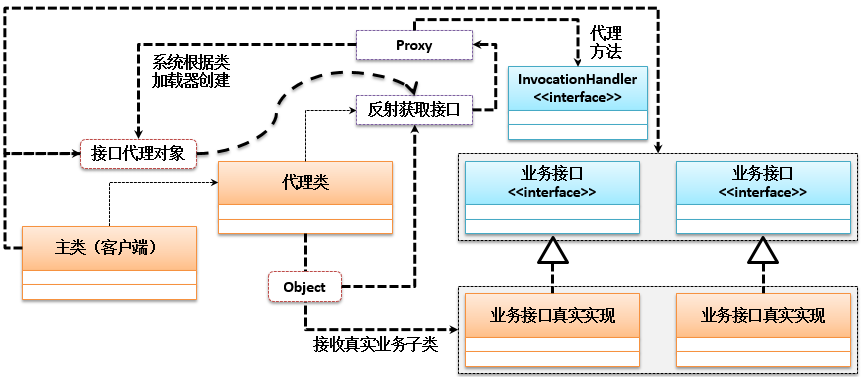 代理
方法
Proxy
系统根据类
加载器创建
InvocationHandler
<<interface>>
反射获取接口
接口代理对象
业务接口
<<interface>>
业务接口
<<interface>>
代理类
主类（客户端）
Object
业务接口真实实现
业务接口真实实现
接收真实业务子类